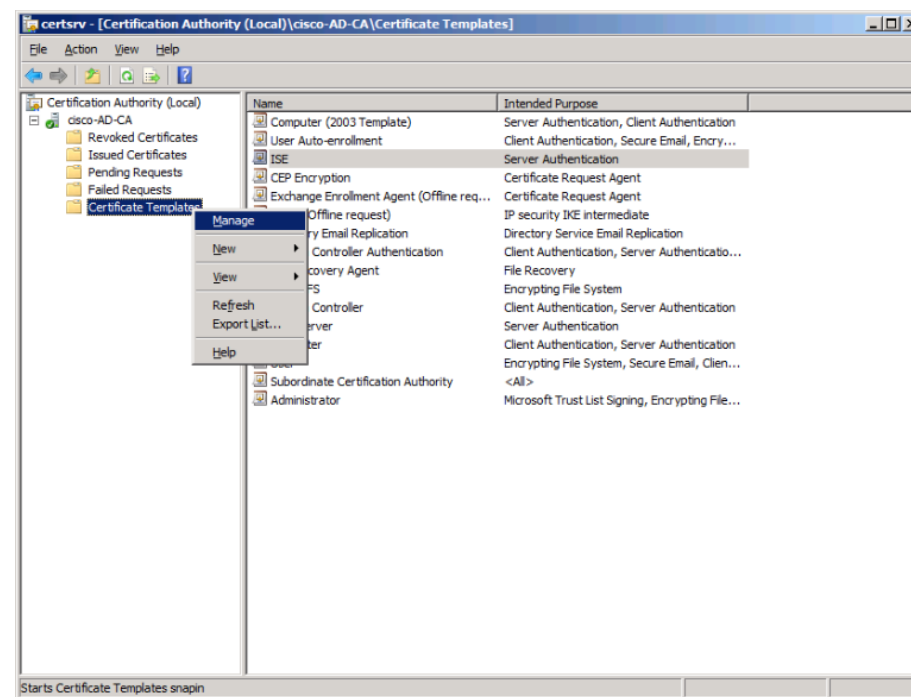 certsrv - [Certification Authority (Local)\cisco-AD-CA\Certificate Templates]
File Action View Help
Certification Authority (Local)
cisco-AD-CA
Revoked Certificates
Issued Certificates
Pending Requests
Failed Requests
Certificate Templates
Manage
New
View
Refresh
Export List...
Help
Name Intended Purpose
Computer (2003 Template) Server Authentication, Client Authentication
User Auto-enrolment Client Authentication, Secure Email, Encry...
ISE Server Authentication
CEP Encryption Certificate Request Agent
Exchange Enrollment Agent (Offline req... Certificate Request Agent
Offline request) IP security IKE intermediate
ry Email Replication Directory Service Email Replication
Controller Authentication Client Authentication, Server Authenticatio...
covery Agent File Recovery
FS Encrypting File System
Controller Client Authentication, Server Authentication
erver Server Authentication
ter Client Authentication, Server Authentication
User Encrypting File System, Secure Email, Clien...
Subordinate Certification Authority <All>
Administrator Microsoft Trust List Signing, Encrypting File...
Starts Certificate Templates snapin